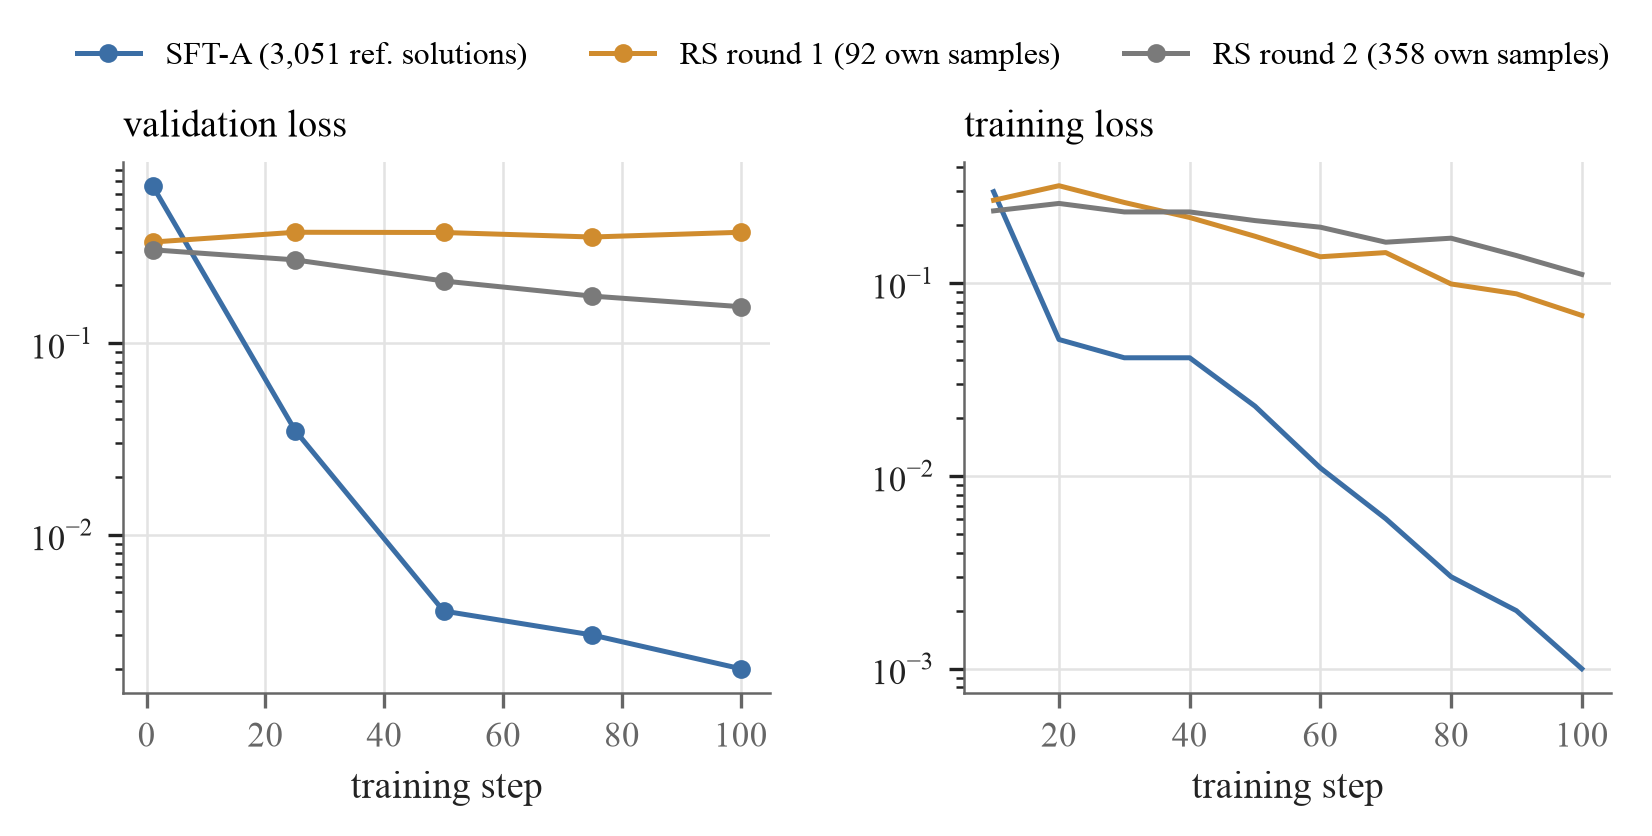 SFT-A (3,051 ref. solutions) RS round 1 (92 own samples) RS round 2 (358 own samples)
validation loss
10⁻¹
10⁻²
0 20 40 60 80 100
training step
training loss
10⁻¹
10⁻²
10⁻³
20 40 60 80 100
training step